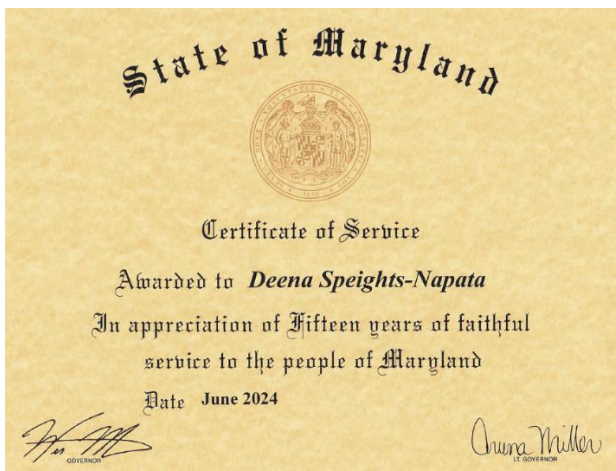 State of Maryland
Certificate of Service
Awarded to Deena Speights-Napata
In appreciation of Fifteen years of faithful
service to the people of Maryland
Date June 2024
GOVERNOR
Aruna Miller
LT. GOVERNOR